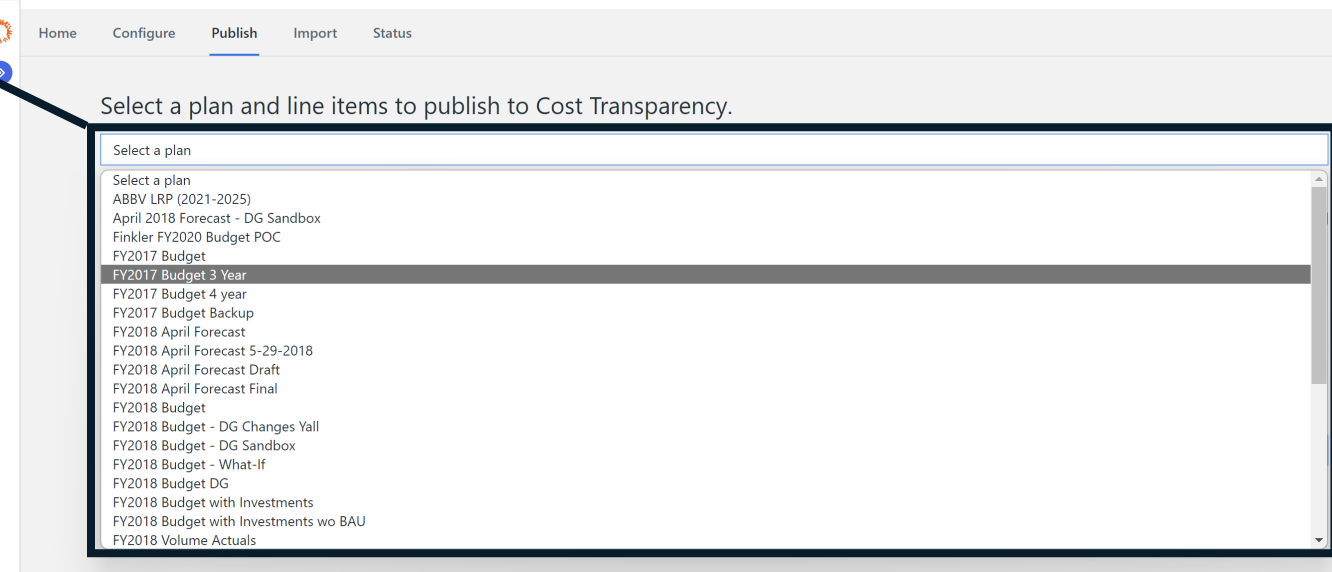 Home Configure Publish Import Status
Select a plan and line items to publish to Cost Transparency.
Select a plan
Select a plan
ABBV LRP (2021-2025)
April 2018 Forecast - DG Sandbox
Finkler FY2020 Budget POC
FY2017 Budget
FY2017 Budget 3 Year
FY2017 Budget 4 year
FY2017 Budget Backup
FY2018 April Forecast
FY2018 April Forecast 5-29-2018
FY2018 April Forecast Draft
FY2018 April Forecast Final
FY2018 Budget
FY2018 Budget - DG Changes Yall
FY2018 Budget - DG Sandbox
FY2018 Budget - What-If
FY2018 Budget DG
FY2018 Budget with Investments
FY2018 Budget with Investments wo BAU
FY2018 Volume Actuals